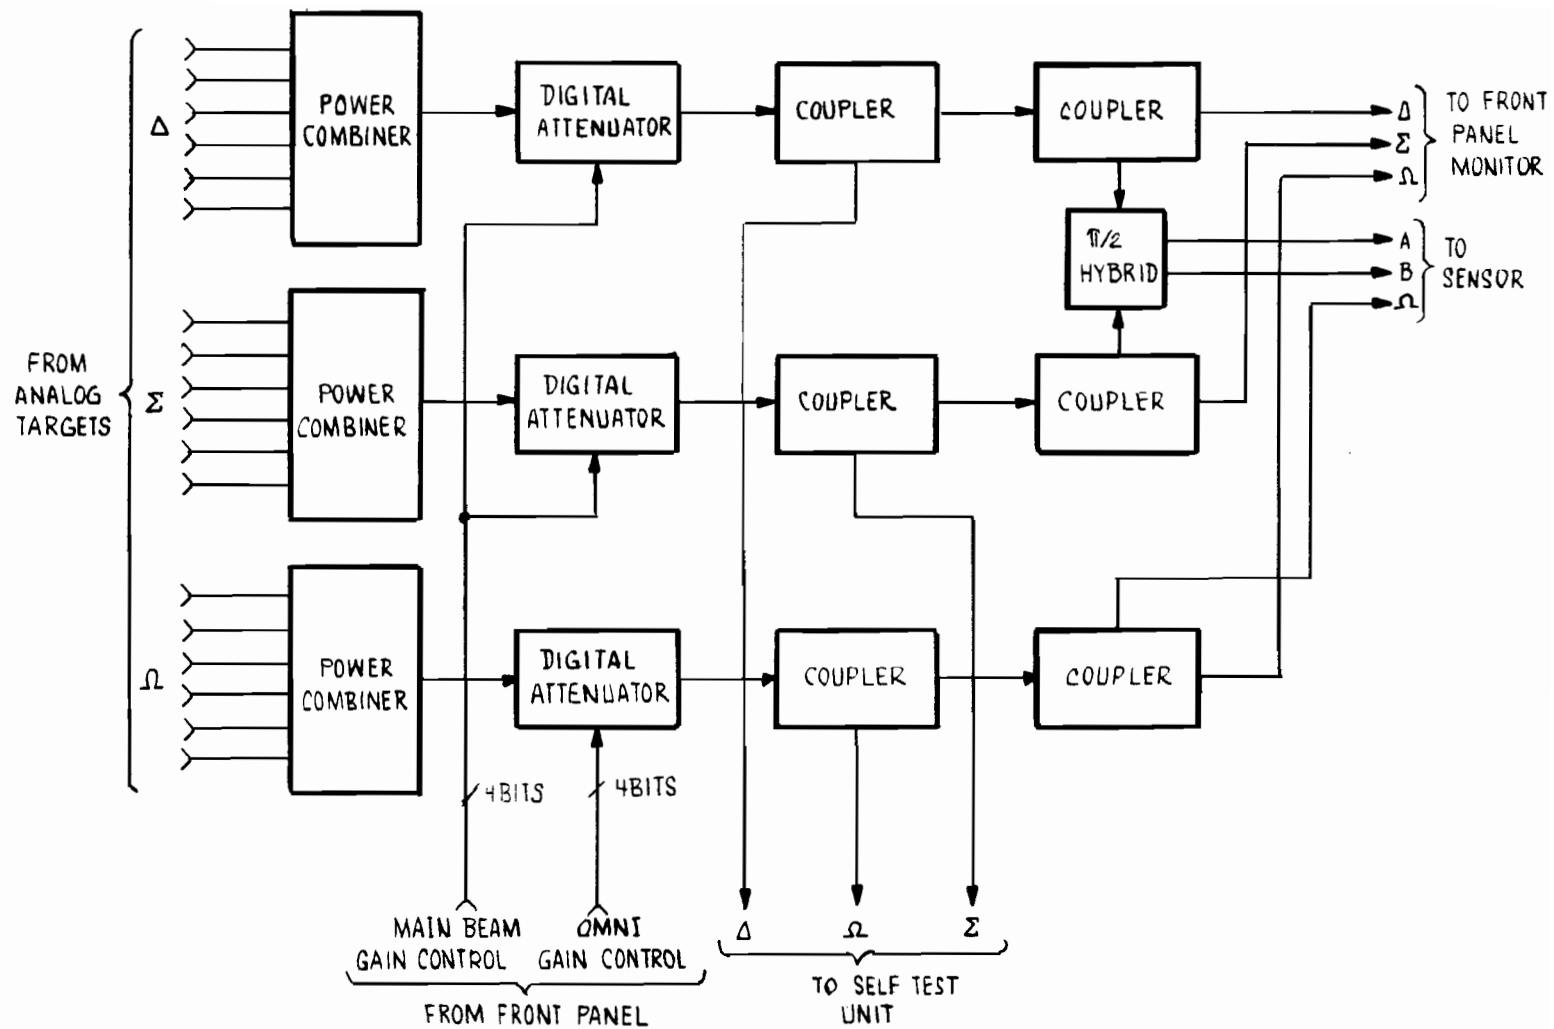 Δ
POWER
COMBINER
DIGITAL
ATTENUATOR
COUPLER
COUPLER
Δ
Σ
Ω
TO FRONT
PANEL
MONITOR
π/2
HYBRID
A
B
Ω
TO
SENSOR
FROM
ANALOG
TARGETS
Σ
POWER
COMBINER
DIGITAL
ATTENUATOR
COUPLER
COUPLER
Ω
POWER
COMBINER
DIGITAL
ATTENUATOR
COUPLER
COUPLER
4BITS
4BITS
MAIN BEAM
GAIN CONTROL
OMNI
GAIN CONTROL
FROM FRONT PANEL
Δ
Ω
Σ
TO SELF TEST
UNIT